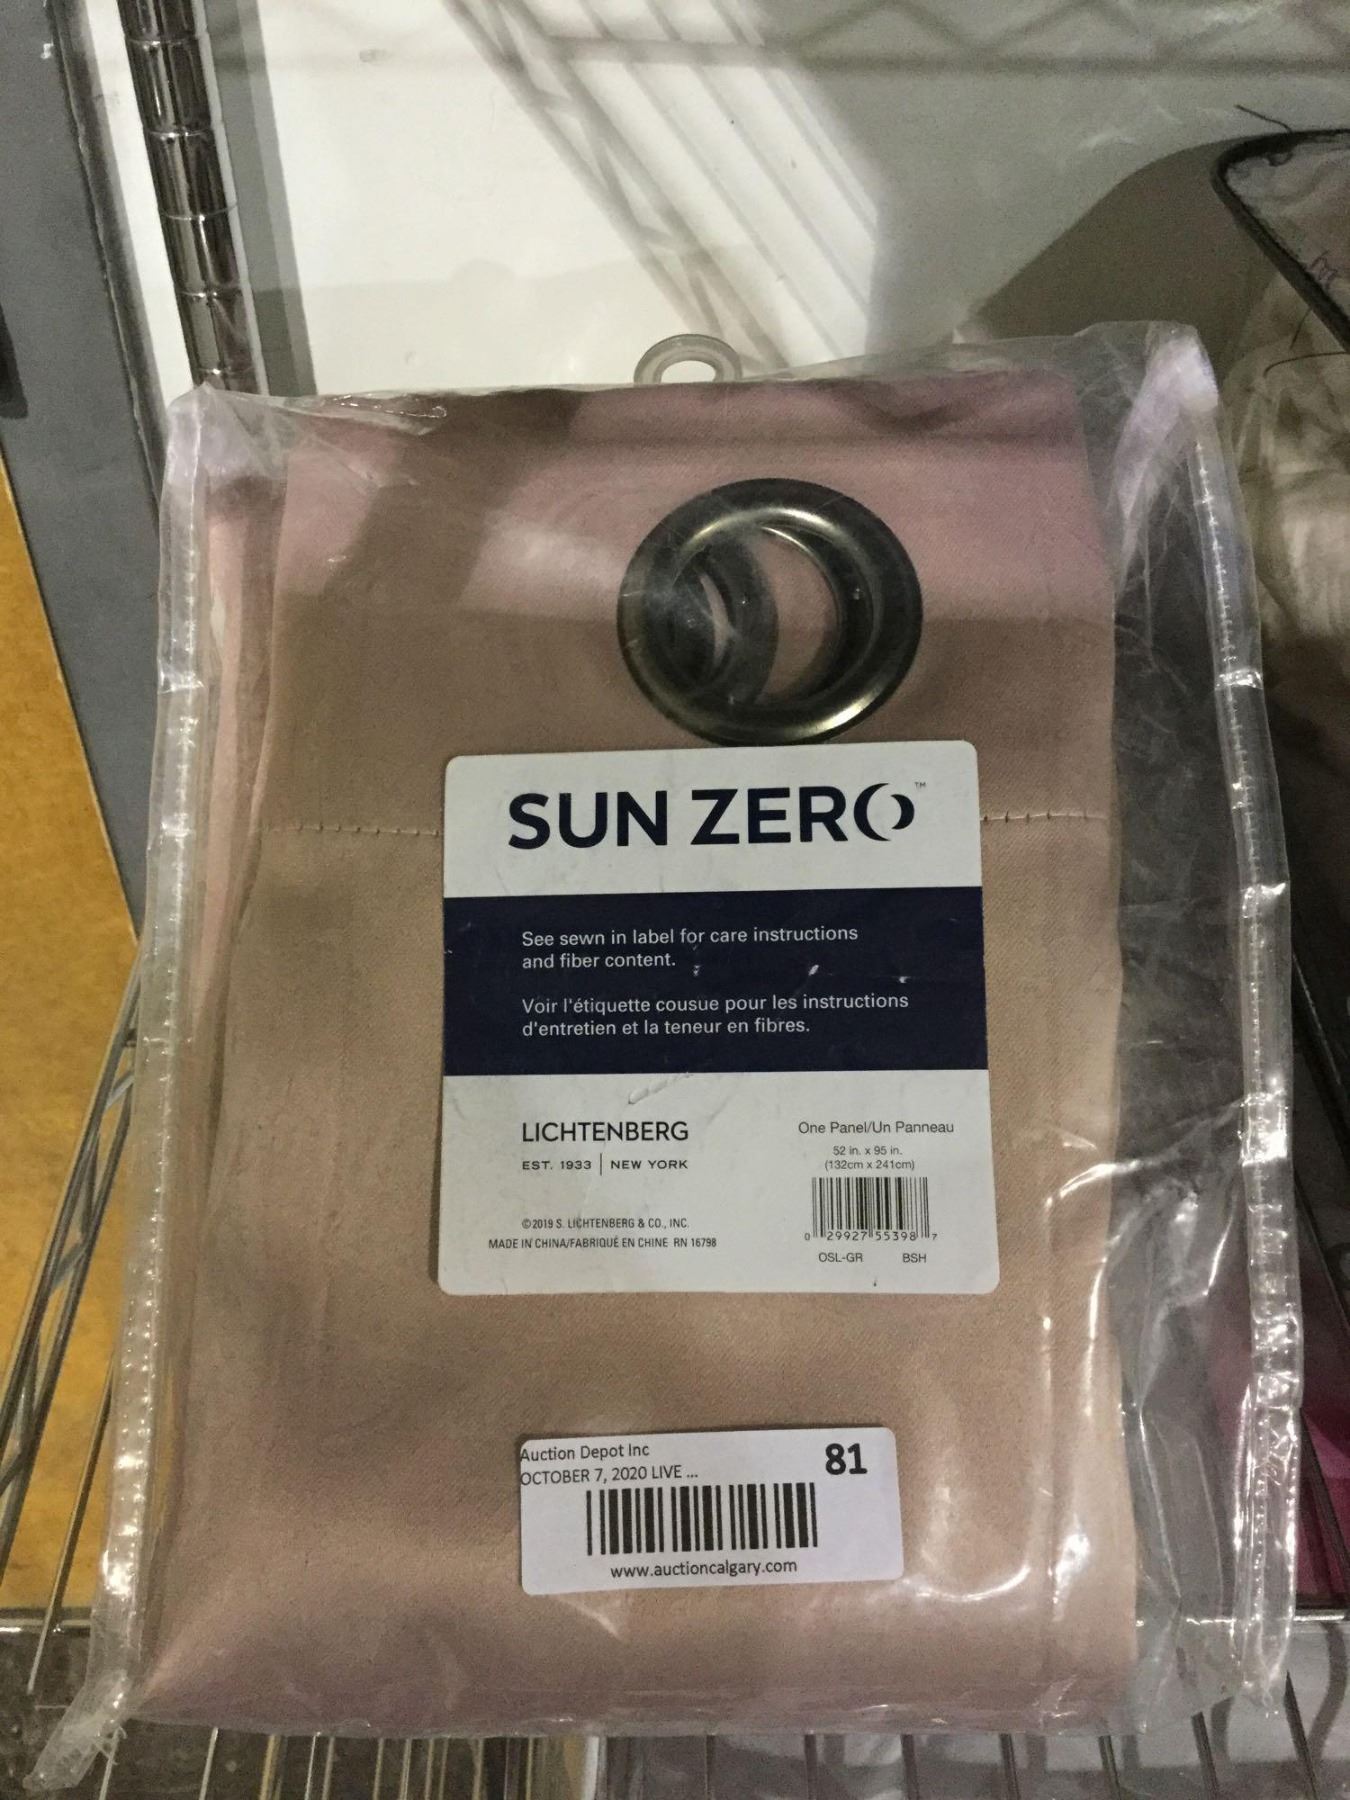 SUN ZERO™
See sewn in label for care instructions
and fiber content.
Voir l'étiquette cousue pour les instructions
d'entretien et la teneur en fibres.
LICHTENBERG
EST. 1933 | NEW YORK
©2019 S. LICHTENBERG & CO., INC.
MADE IN CHINA/FABRIQUÉ EN CHINE RN 16798
One Panel/Un Panneau
52 in. x 95 in.
(132cm x 241cm)
0 29927 55398 7
OSL-GR BSH
Auction Depot Inc
OCTOBER 7, 2020 LIVE ...
81
www.auctioncalgary.com